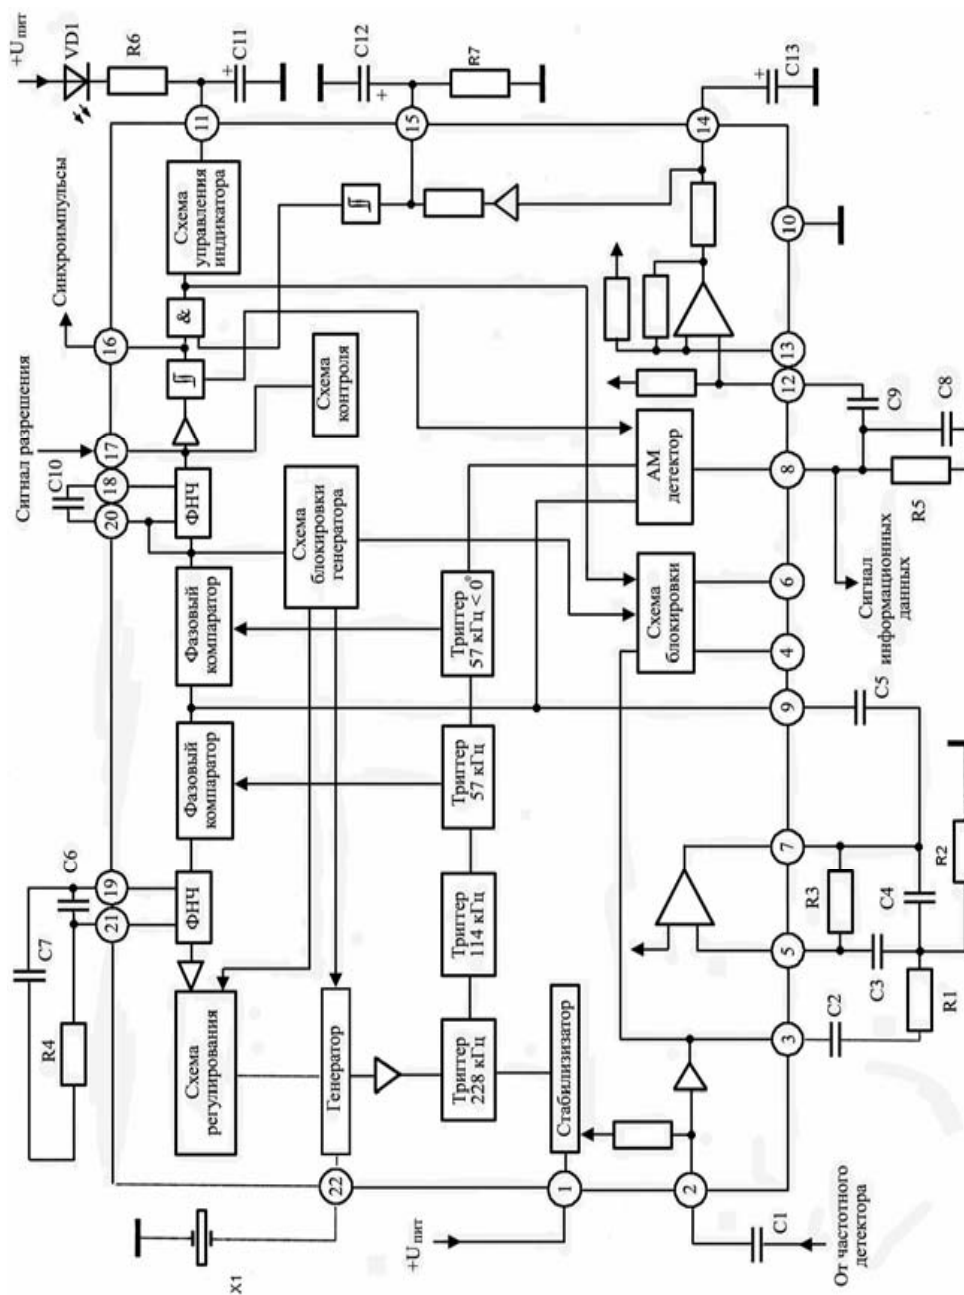 +Uпит
VD1
R6
C11
C12
R7
C13
11
15
14
10
Синхроимпульсы
Схема
управления
индикатора
&
16
Сигнал разрешения
17
18
20
C10
ФНЧ
Схема
контроля
Схема
блокировки
генератора
13
12
C9
C8
R5
8
АМ
детектор
Сигнал
информационных
данных
6
4
Схема
блокировки
Фазовый
компаратор
Триггер
57 кГц < 0°
9
C5
Фазовый
компаратор
Триггер
57 кГц
C6
19
21
ФНЧ
C7
R4
Триггер
114 кГц
7
5
R3
C4
R2
C3
R1
C2
3
Схема
регулирования
Генератор
Триггер
228 кГц
Стабилизизатор
22
1
2
X1
+Uпит
C1
От частотного
детектора